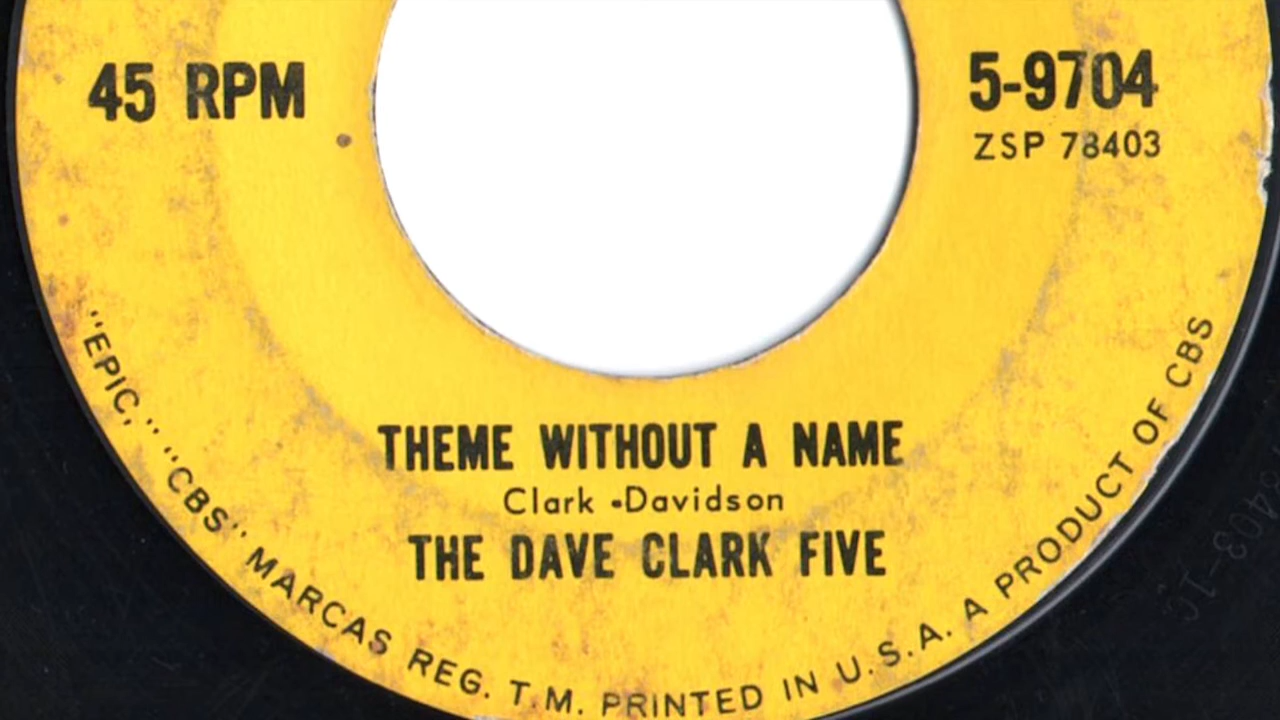 45 RPM
5-9704
ZSP 78403
THEME WITHOUT A NAME
Clark-Davidson
THE DAVE CLARK FIVE
"EPIC," "CBS" MARCAS REG. T.M. PRINTED IN U.S.A. A PRODUCT OF CBS